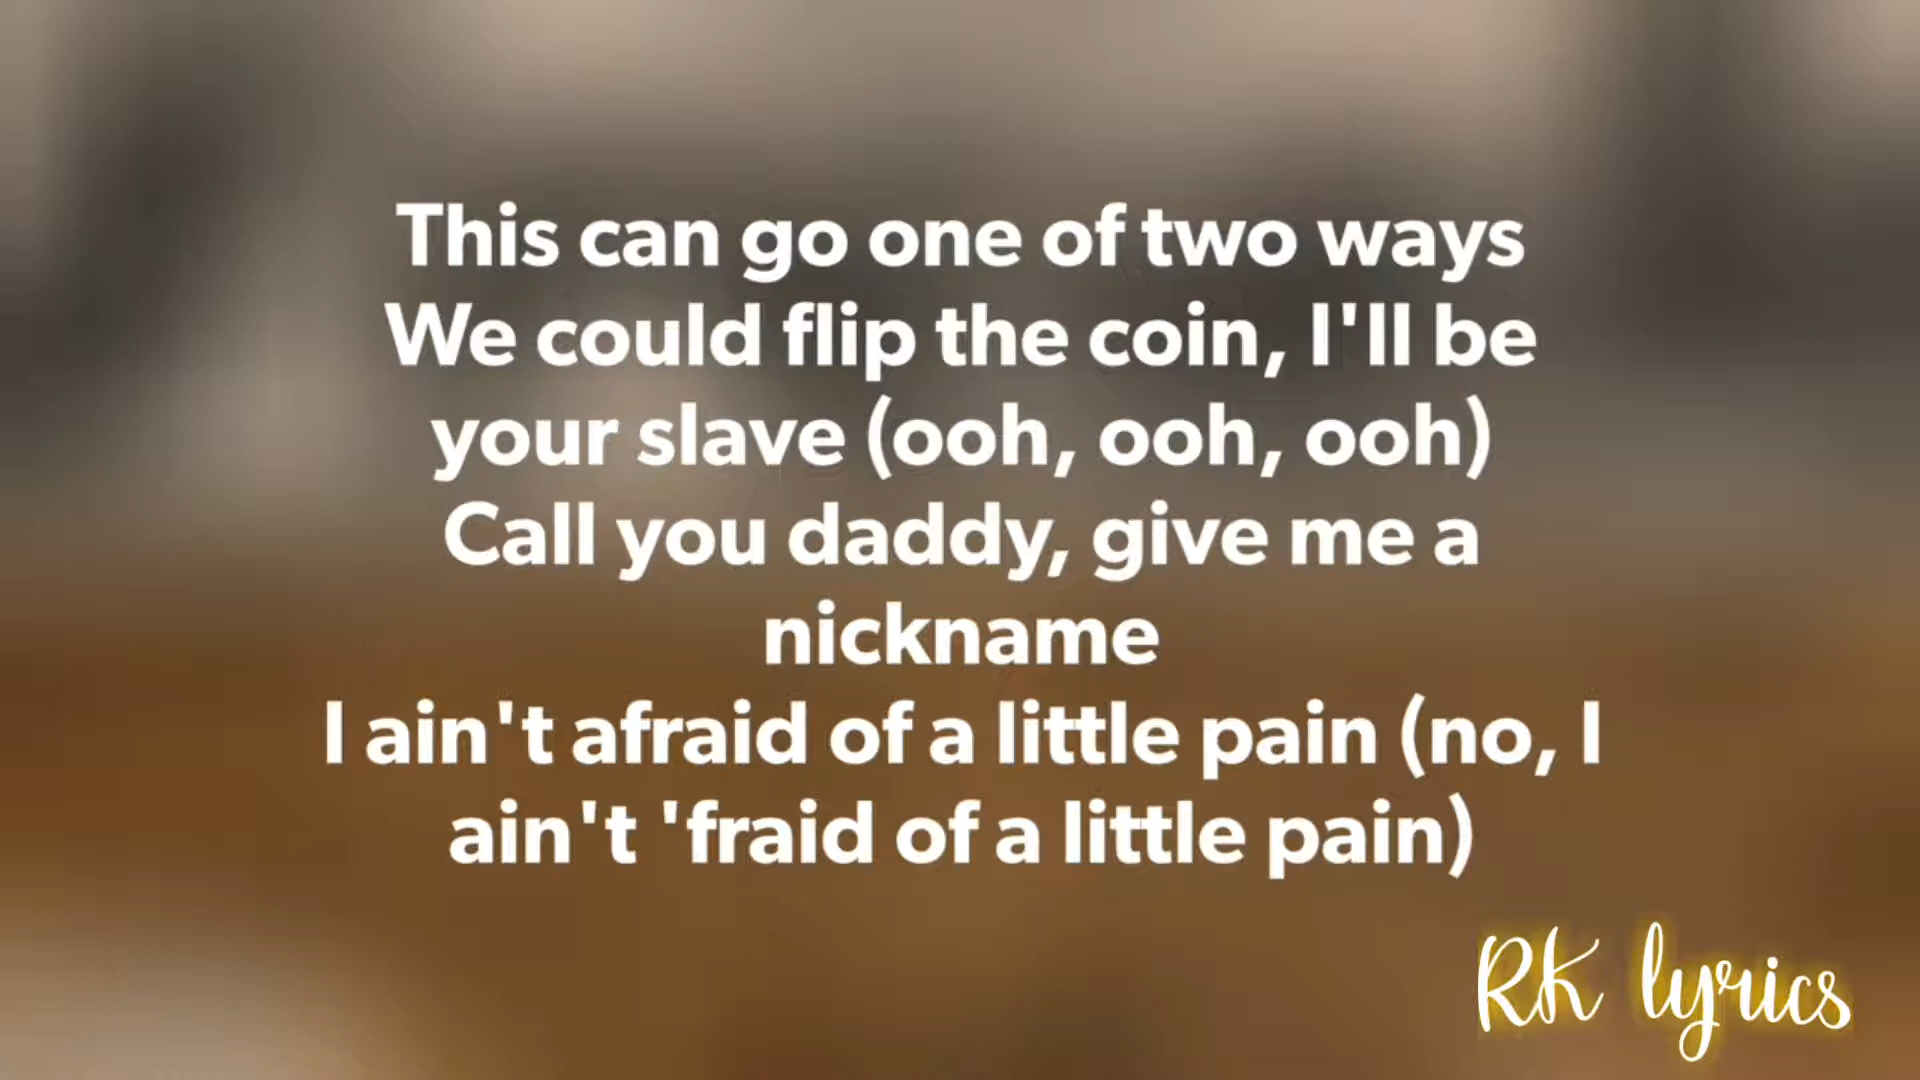 This can go one of two ways
We could flip the coin, I'll be
your slave (ooh, ooh, ooh)
Call you daddy, give me a
nickname
I ain't afraid of a little pain (no, I
ain't 'fraid of a little pain)
RK lyrics